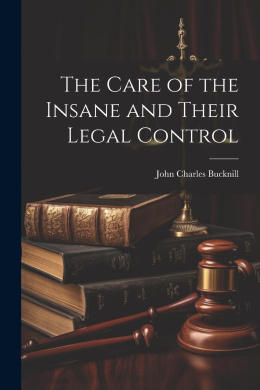 The Care of the
Insane and Their
Legal Control
John Charles Bucknill